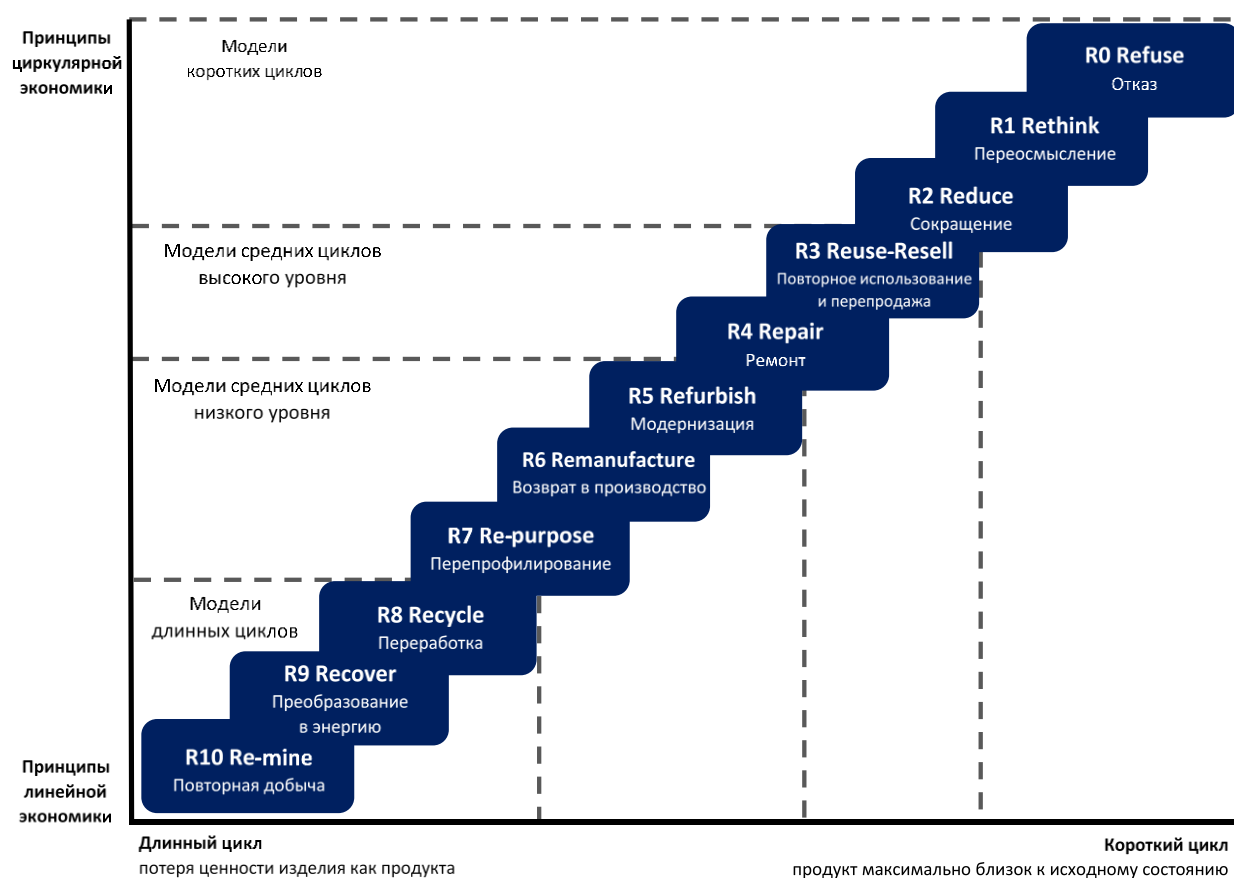 Принципы
циркулярной
экономики
Модели
коротких циклов
R0 Refuse
Отказ
R1 Rethink
Переосмысление
R2 Reduce
Сокращение
Модели средних циклов
высокого уровня
R3 Reuse-Resell
Повторное использование
и перепродажа
R4 Repair
Ремонт
Модели средних циклов
низкого уровня
R5 Refurbish
Модернизация
R6 Remanufacture
Возврат в производство
R7 Re-purpose
Перепрофилирование
Модели
длинных циклов
R8 Recycle
Переработка
R9 Recover
Преобразование
в энергию
R10 Re-mine
Повторная добыча
Принципы
линейной
экономики
Длинный цикл
потеря ценности изделия как продукта
Короткий цикл
продукт максимально близок к исходному состоянию